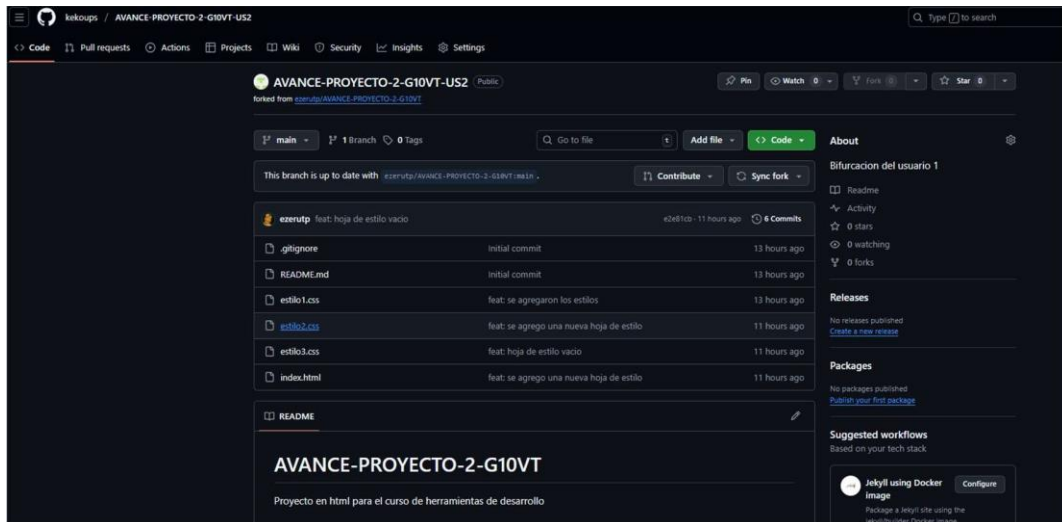 kekoups / AVANCE-PROYECTO-2-G10VT-US2
Type / to search
Code Pull requests Actions Projects Wiki Security Insights Settings
AVANCE-PROYECTO-2-G10VT-US2 Public
forked from ezerutp/AVANCE-PROYECTO-2-G10VT
Pin Watch 0 Fork 0 Star 0
main 1 Branch 0 Tags
Go to file t Add file Code
This branch is up to date with ezerutp/AVANCE-PROYECTO-2-G10VT:main .
Contribute Sync fork
ezerutp feat: hoja de estilo vacio e2e61cb · 11 hours ago 6 Commits
.gitignore Initial commit 13 hours ago
README.md Initial commit 13 hours ago
estilo1.css feat: se agregaron los estilos 13 hours ago
estilo2.css feat: se agrego una nueva hoja de estilo 11 hours ago
estilo3.css feat: hoja de estilo vacio 11 hours ago
index.html feat: se agrego una nueva hoja de estilo 11 hours ago
README
AVANCE-PROYECTO-2-G10VT
Proyecto en html para el curso de herramientas de desarrollo
About
Bifurcacion del usuario 1
Readme
Activity
0 stars
0 watching
0 forks
Releases
No releases published
Create a new release
Packages
No packages published
Publish your first package
Suggested workflows
Based on your tech stack
Jekyll using Docker image Configure
Package a Jekyll site using the
jekyll/builder Docker image.